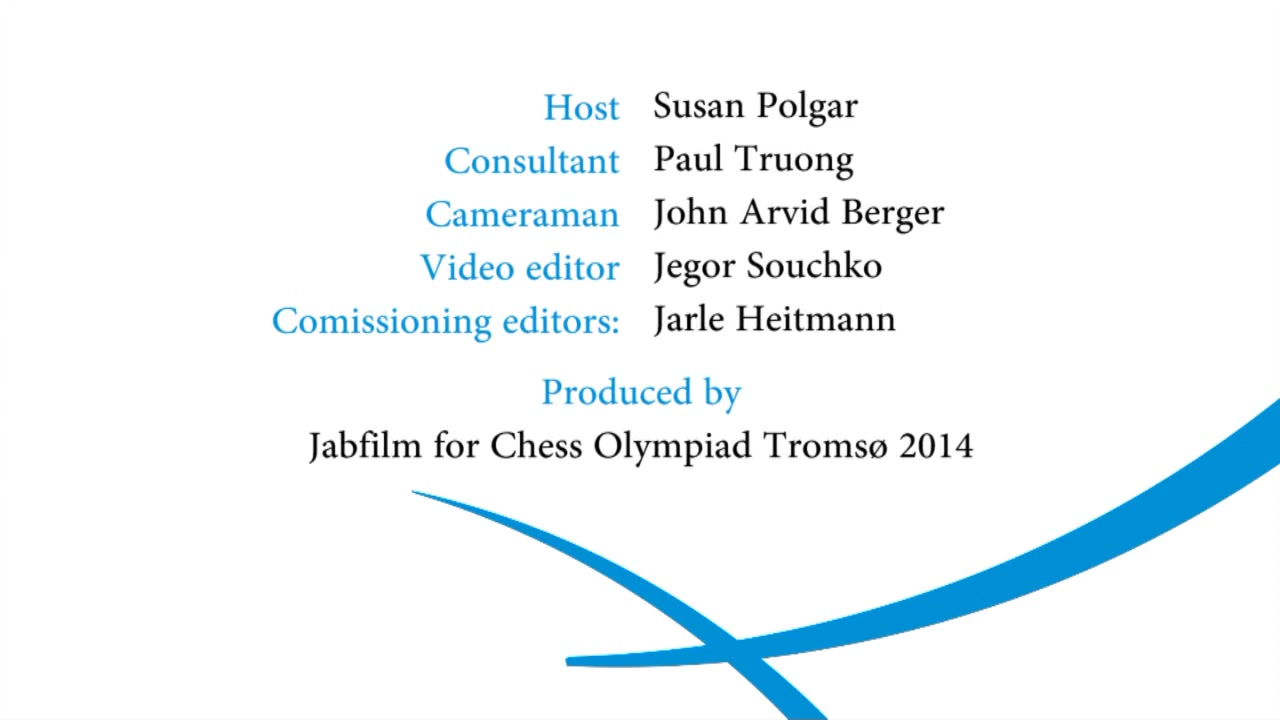 Host Susan Polgar
Consultant Paul Truong
Cameraman John Arvid Berger
Video editor Jegor Souchko
Comissioning editors: Jarle Heitmann
Produced by
Jabfilm for Chess Olympiad Tromsø 2014